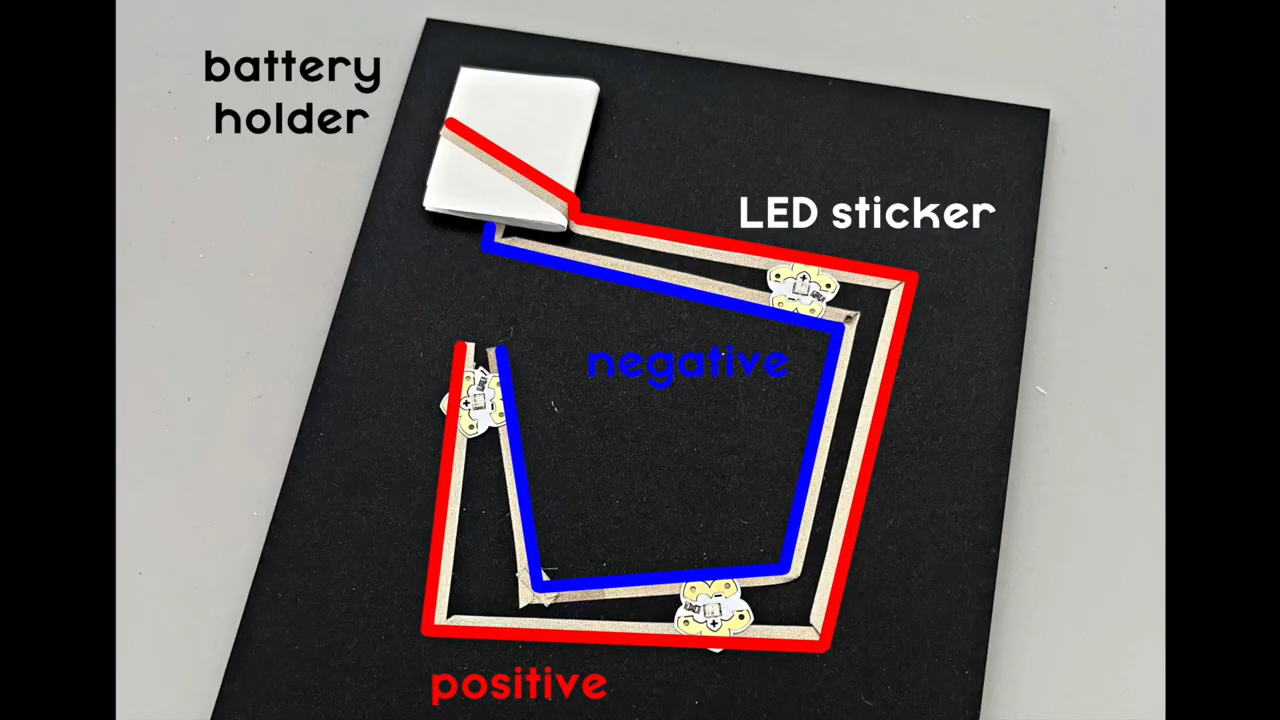 battery
holder
LED sticker
negative
positive